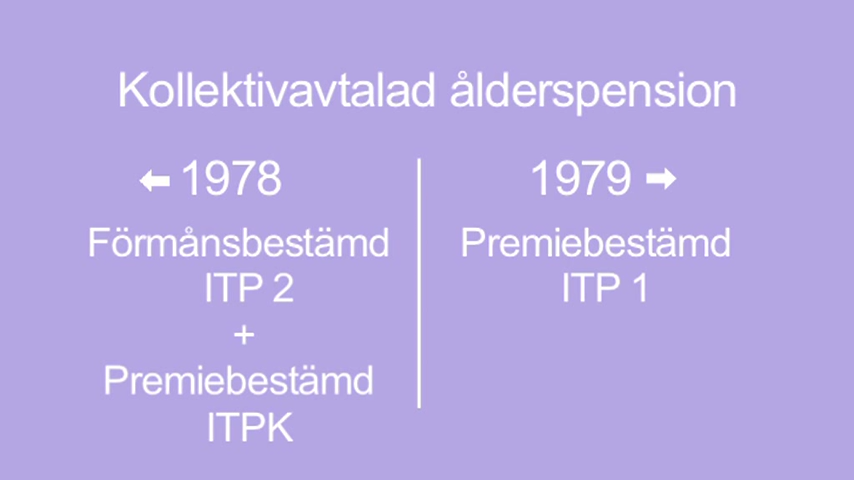 Kollektivavtalad ålderspension
← 1978
Förmånsbestämd
ITP 2
+
Premiebestämd
ITPK
1979 →
Premiebestämd
ITP 1